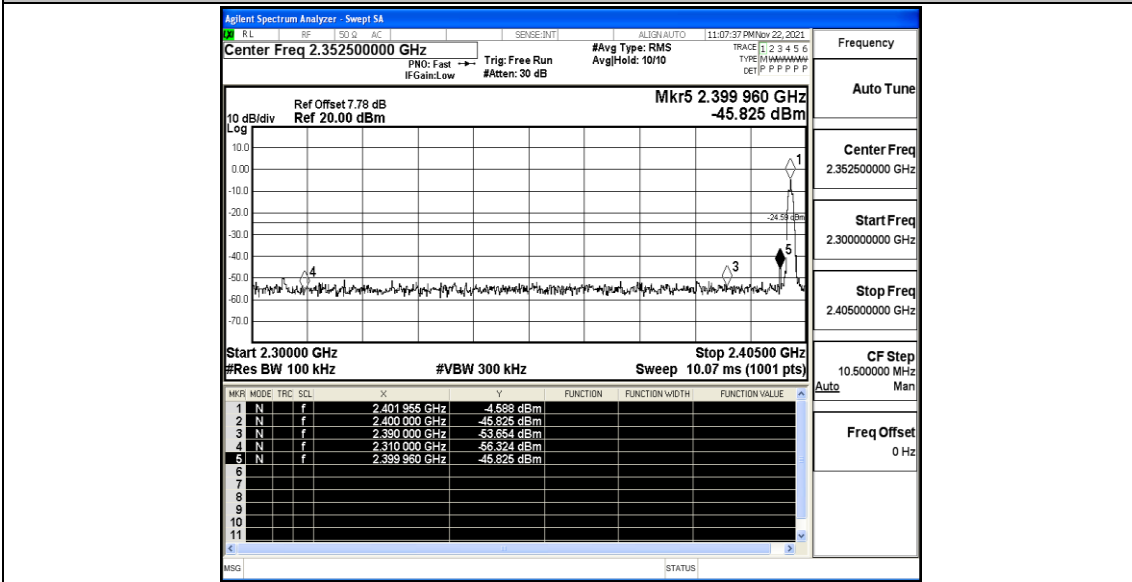 Agilent Spectrum Analyzer - Swept SA
RL RF 50 Ω AC SENSE:INT ALIGNAUTO 11:07:37 PM Nov 22, 2021
Center Freq 2.352500000 GHz
PNO: Fast
IFGain:Low
Trig: Free Run
#Atten: 30 dB
#Avg Type: RMS
Avg|Hold: 10/10
TRACE 1 2 3 4 5 6
TYPE M
DET P P P P P P
Frequency
Auto Tune
Center Freq
2.352500000 GHz
Start Freq
2.300000000 GHz
Stop Freq
2.405000000 GHz
CF Step
10.500000 MHz
Auto Man
Freq Offset
0 Hz
Mkr5 2.399 960 GHz
-45.825 dBm
Ref Offset 7.78 dB
10 dB/div Ref 20.00 dBm
Log
10.0
0.00
-10.0
-20.0
-30.0
-40.0
-50.0
-60.0
-70.0
1
-24.59 dBm
5
3
4
Start 2.30000 GHz Stop 2.40500 GHz
#Res BW 100 kHz #VBW 300 kHz Sweep 10.07 ms (1001 pts)
MKR MODE TRC SCL X Y FUNCTION FUNCTION WIDTH FUNCTION VALUE
1 N f 2.401 955 GHz -4.588 dBm
2 N f 2.400 000 GHz -45.825 dBm
3 N f 2.390 000 GHz -53.654 dBm
4 N f 2.310 000 GHz -56.324 dBm
5 N f 2.399 960 GHz -45.825 dBm
6
7
8
9
10
11
MSG STATUS